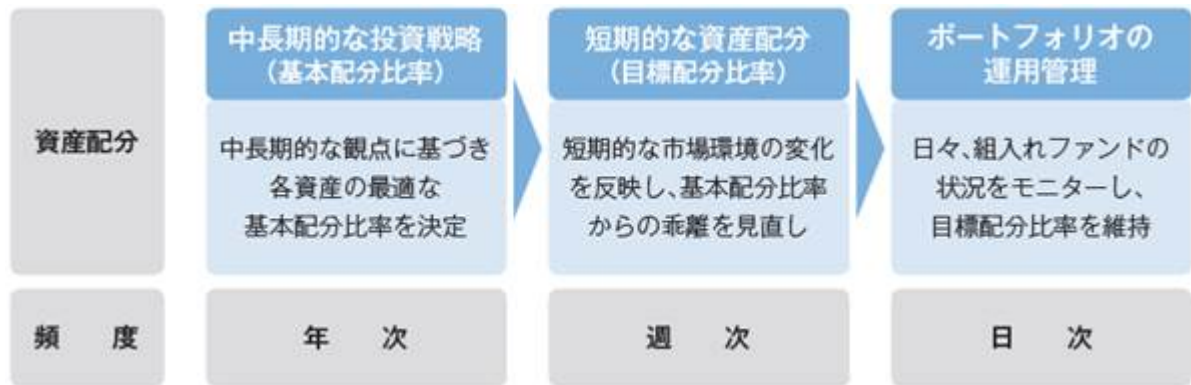 資産配分
中長期的な投資戦略
（基本配分比率）
中長期的な観点に基づき
各資産の最適な
基本配分比率を決定
短期的な資産配分
（目標配分比率）
短期的な市場環境の変化
を反映し、基本配分比率
からの乖離を見直し
ポートフォリオの
運用管理
日々、組入れファンドの
状況をモニターし、
目標配分比率を維持
頻　度
年　次
週　次
日　次